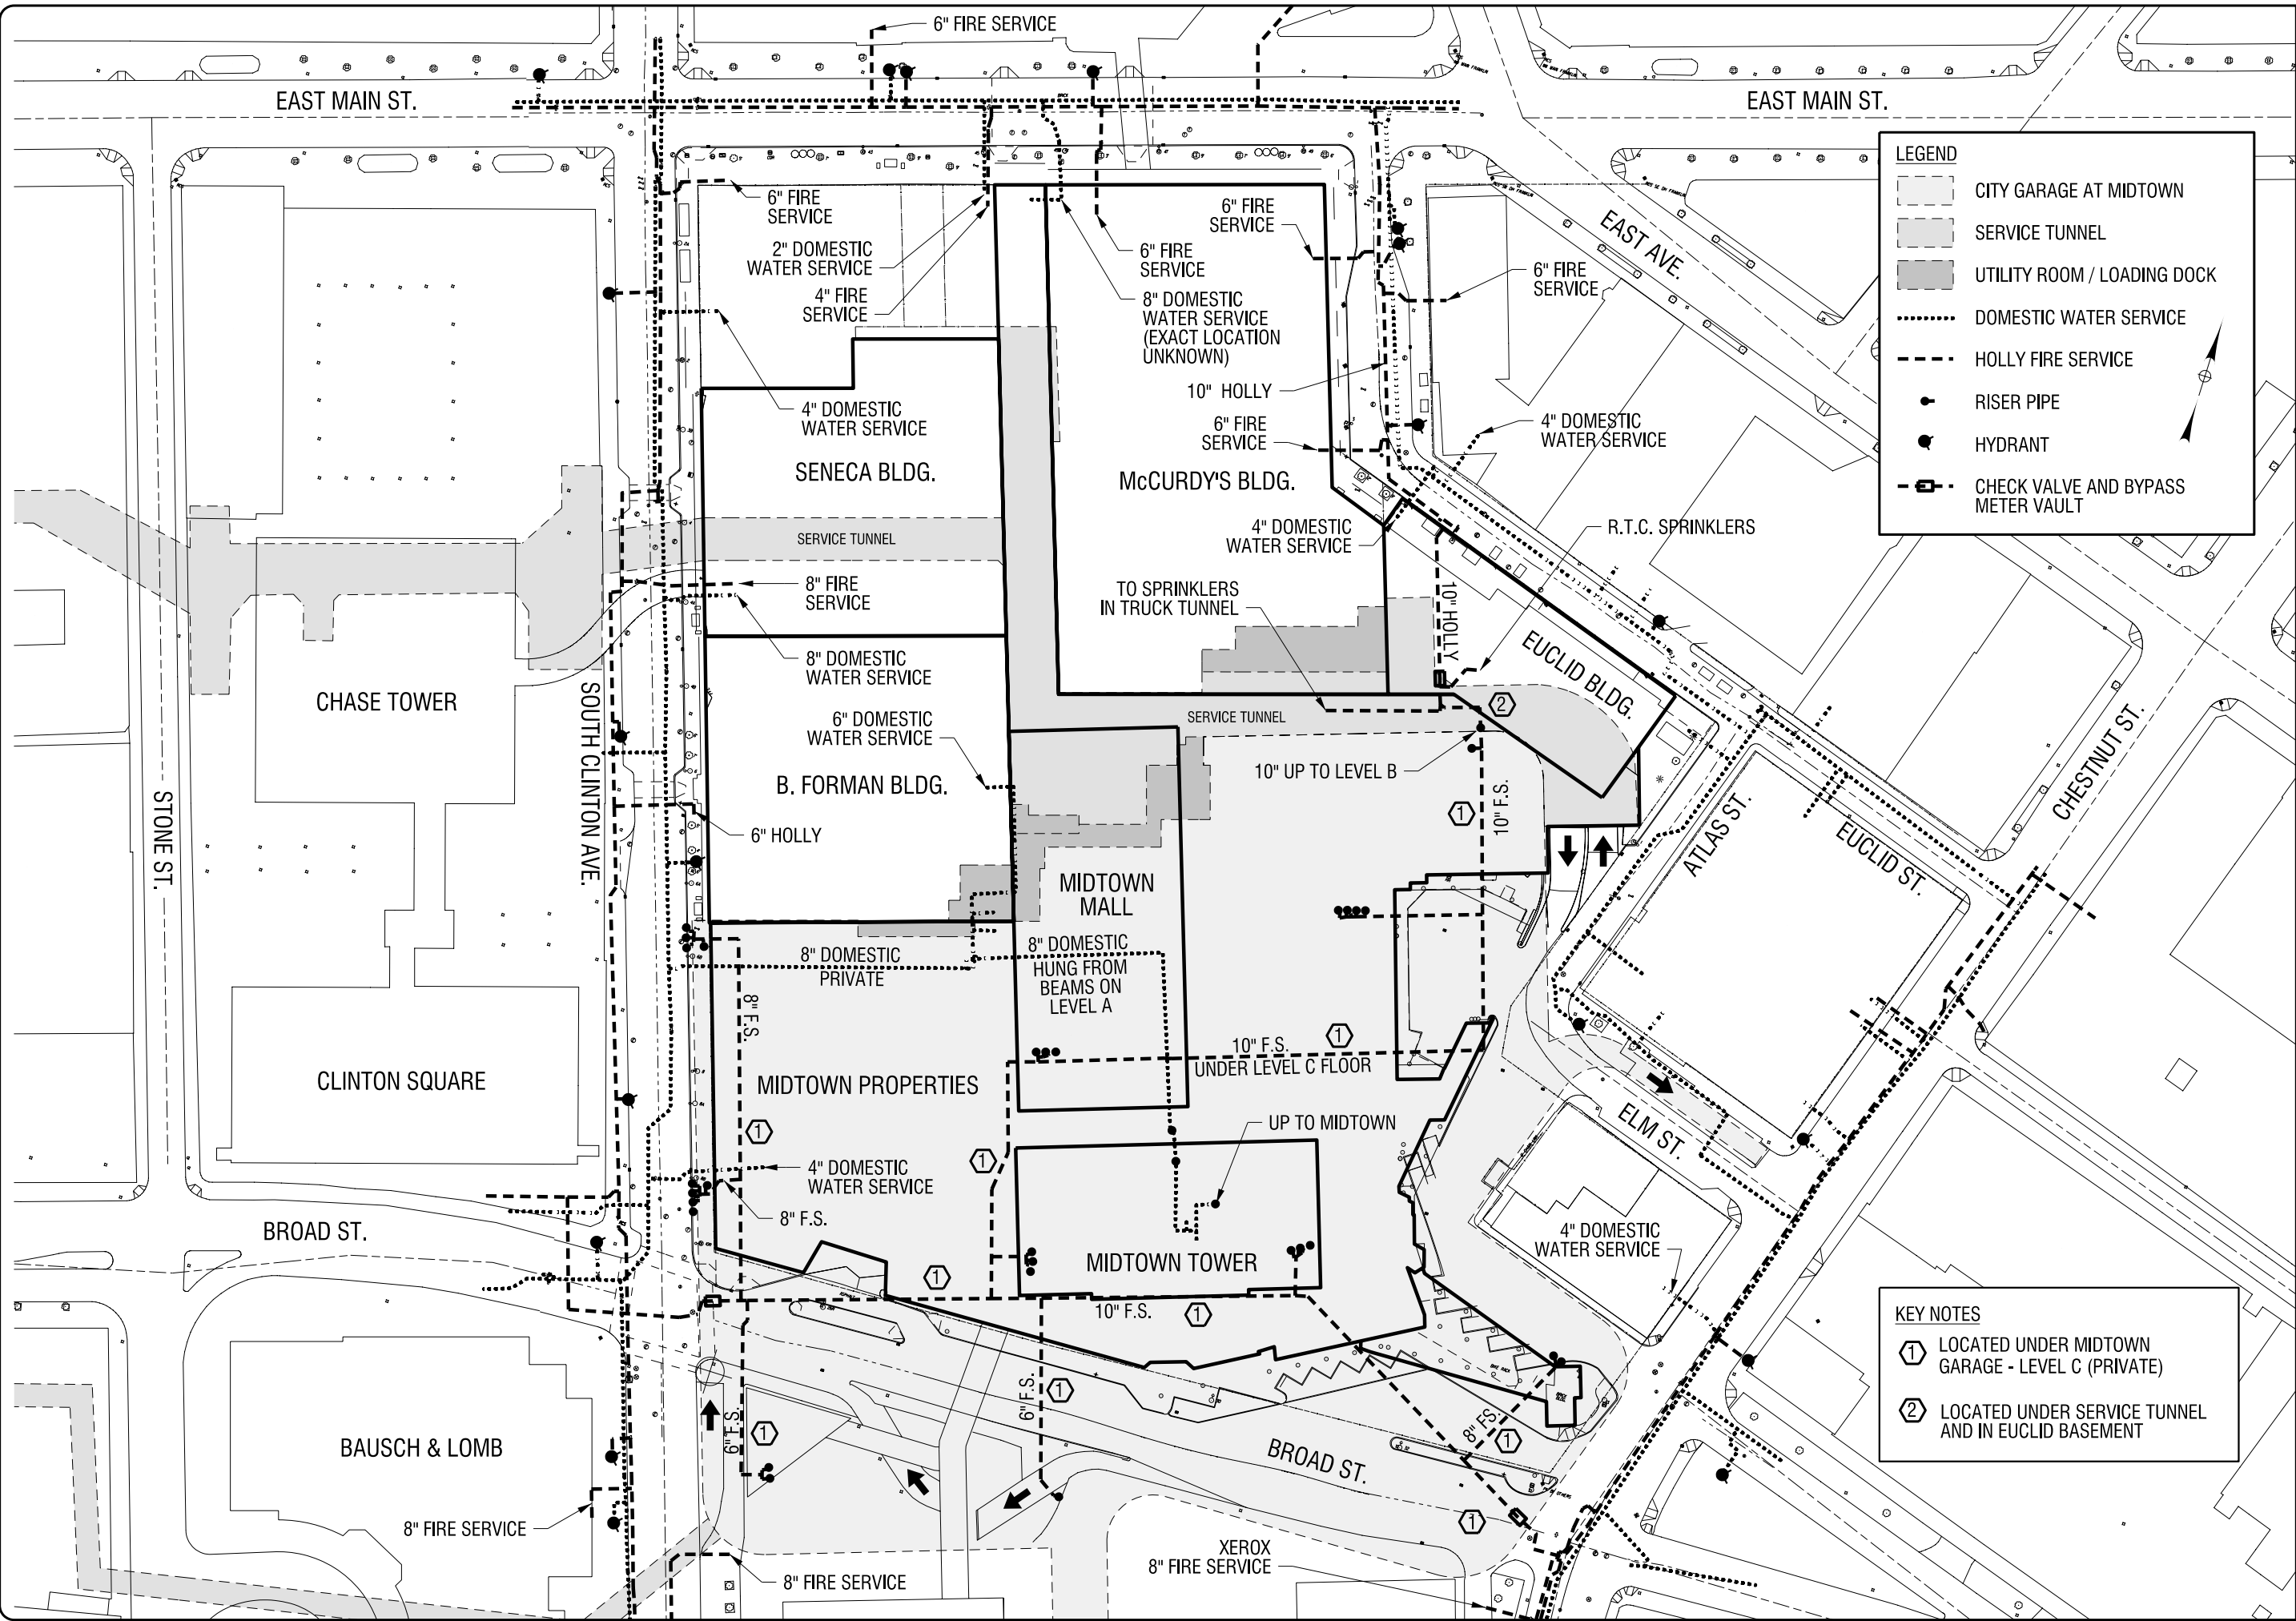 6" FIRE SERVICE
EAST MAIN ST.
EAST MAIN ST.
6" FIRE
SERVICE
2" DOMESTIC
WATER SERVICE
4" FIRE
SERVICE
6" FIRE
SERVICE
8" DOMESTIC
WATER SERVICE
(EXACT LOCATION
UNKNOWN)
6" FIRE
SERVICE
EAST AVE.
6" FIRE
SERVICE
10" HOLLY
6" FIRE
SERVICE
4" DOMESTIC
WATER SERVICE
4" DOMESTIC
WATER SERVICE
SENECA BLDG.
McCURDY'S BLDG.
4" DOMESTIC
WATER SERVICE
R.T.C. SPRINKLERS
SERVICE TUNNEL
8" FIRE
SERVICE
TO SPRINKLERS
IN TRUCK TUNNEL
10" HOLLY
EUCLID BLDG.
8" DOMESTIC
WATER SERVICE
CHASE TOWER
SOUTH CLINTON AVE.
6" DOMESTIC
WATER SERVICE
SERVICE TUNNEL
2
B. FORMAN BLDG.
10" UP TO LEVEL B
1
10" F.S.
STONE ST.
6" HOLLY
ATLAS ST.
EUCLID ST.
CHESTNUT ST.
MIDTOWN
MALL
8" DOMESTIC
PRIVATE
8" DOMESTIC
HUNG FROM
BEAMS ON
LEVEL A
8" F.S.
1
10" F.S.
UNDER LEVEL C FLOOR
CLINTON SQUARE
MIDTOWN PROPERTIES
1
1
UP TO MIDTOWN
ELM ST.
4" DOMESTIC
WATER SERVICE
8" F.S.
BROAD ST.
MIDTOWN TOWER
4" DOMESTIC
WATER SERVICE
1
10" F.S.
1
6" F.S.
1
6" F.S.
1
8" FS.
1
BROAD ST.
BAUSCH & LOMB
8" FIRE SERVICE
1
8" FIRE SERVICE
XEROX
8" FIRE SERVICE
LEGEND
CITY GARAGE AT MIDTOWN
SERVICE TUNNEL
UTILITY ROOM / LOADING DOCK
DOMESTIC WATER SERVICE
HOLLY FIRE SERVICE
RISER PIPE
HYDRANT
CHECK VALVE AND BYPASS
METER VAULT
KEY NOTES
1 LOCATED UNDER MIDTOWN
GARAGE - LEVEL C (PRIVATE)
2 LOCATED UNDER SERVICE TUNNEL
AND IN EUCLID BASEMENT